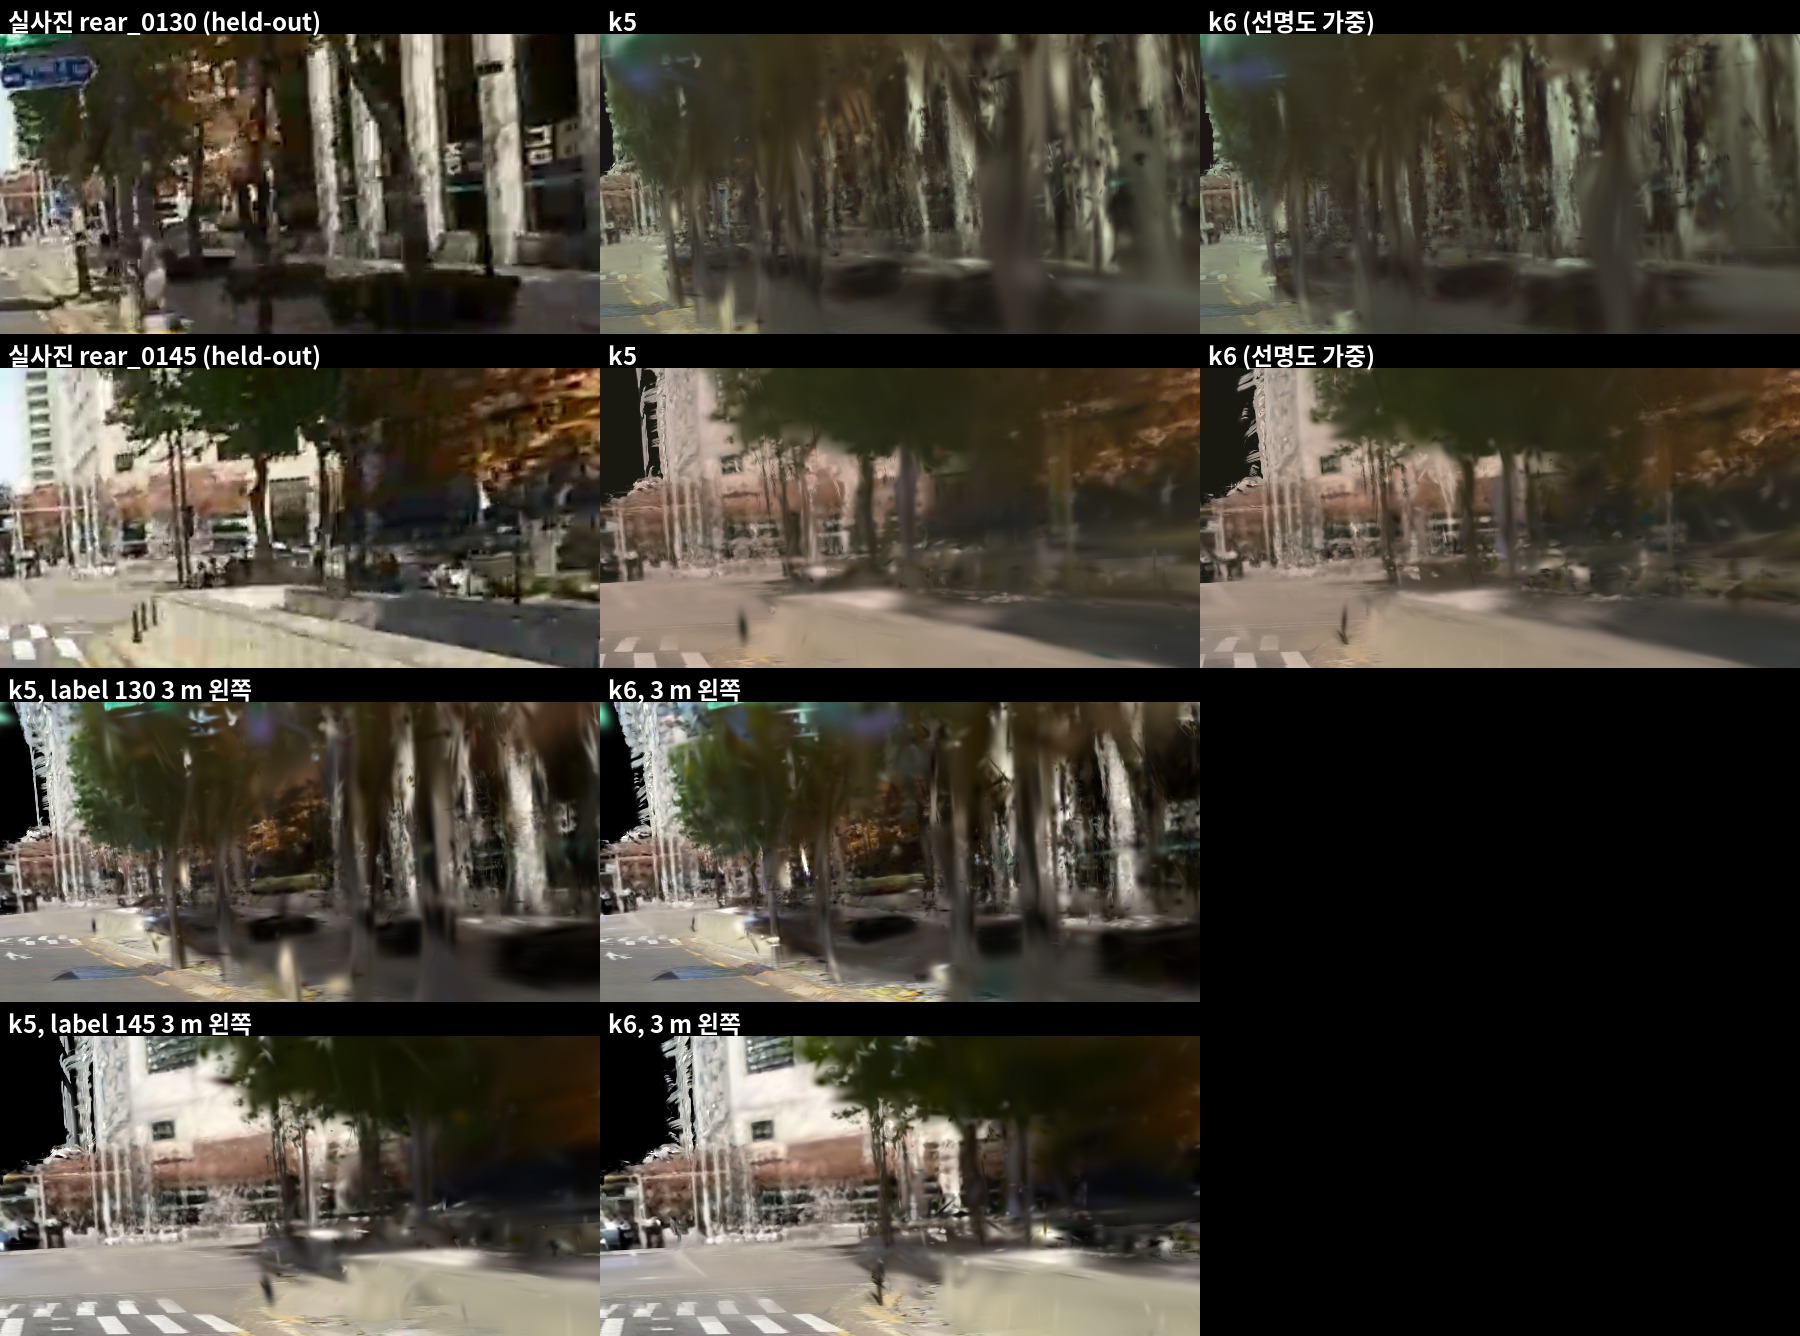 실사진 rear_0130 (held-out)
k5
k6 (선명도 가중)
실사진 rear_0145 (held-out)
k5
k6 (선명도 가중)
k5, label 130 3 m 왼쪽
k6, 3 m 왼쪽
k5, label 145 3 m 왼쪽
k6, 3 m 왼쪽